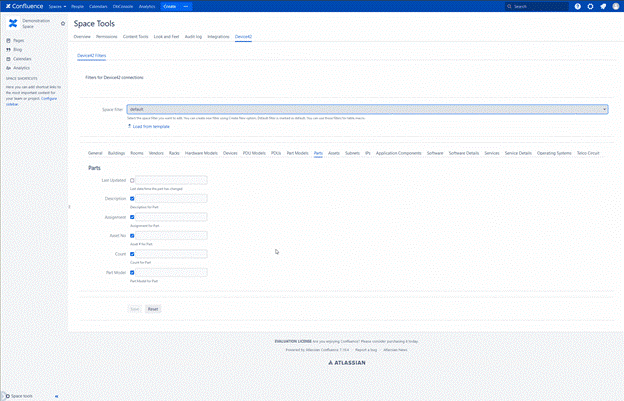 Confluence Spaces People Calendars OnConsole Analytics Create Search
Demonstration
Space
Pages
Blog
Calendars
Analytics
SPACE SHORTCUTS
Here you can add shortcut links to
the most important content for
your team or project. Configure
sidebar.
Space Tools
Overview Permissions Content Tools Look and Feel Audit log Integrations Device42
Device42 Filters
Filters for Device42 connections
Space filter default
Select the space filter you want to add. You can create new filter using Create new option. Default filter is marked as default. You can use those filters for table macro.
Load from template
General Buildings Rooms Vendors Racks Hardware Models Devices PDU Models PDUs Part Models Parts Assets Subnets IPs Application Components Software Software Details Services Service Details Operating Systems Telco Circuit
Parts
Last Updated
Last date/time the part has changed
Description
Description for Part
Assignment
Assignment for Part
Asset No
Asset # for Part
Count
Count for Part
Part Model
Part Model for Part
Save Reset
EVALUATION LICENSE Are you enjoying Confluence? Please consider purchasing it today.
Powered by Atlassian Confluence 7.19.4 · Report a bug · Atlassian News
ATLASSIAN
Space tools «